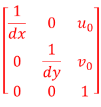 1/dx 0 u₀
0 1/dy v₀
0 0 1